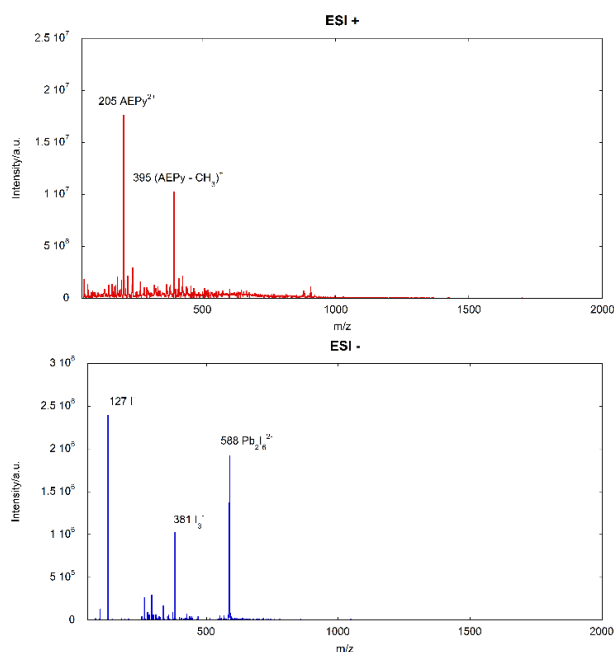 ESI +
2.5 10⁷
2 10⁷
205 AEPy²⁺
1.5 10⁷
395 (AEPy - CH₃)⁺
1 10⁷
5 10⁶
0
Intensity/a.u.
500
1000
1500
2000
m/z
ESI -
3 10⁶
2.5 10⁶
127 I
2 10⁶
588 Pb₂I₆²⁻
1.5 10⁶
381 I₃⁻
1 10⁶
5 10⁵
0
Intensity/a.u.
500
1000
1500
2000
m/z